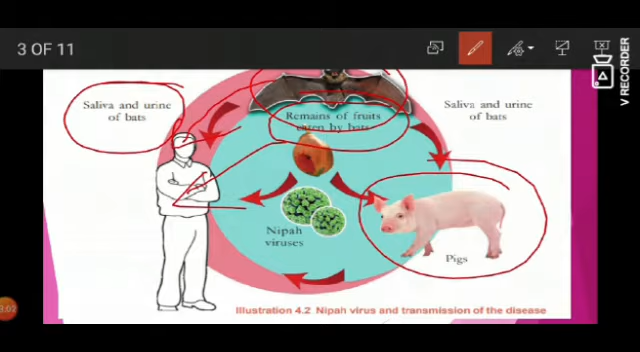 3 OF 11
V RECORDER
Saliva and urine
of bats
Remains of fruits
eaten by bats
Saliva and urine
of bats
Nipah
viruses
Pigs
Illustration 4.2 Nipah virus and transmission of the disease